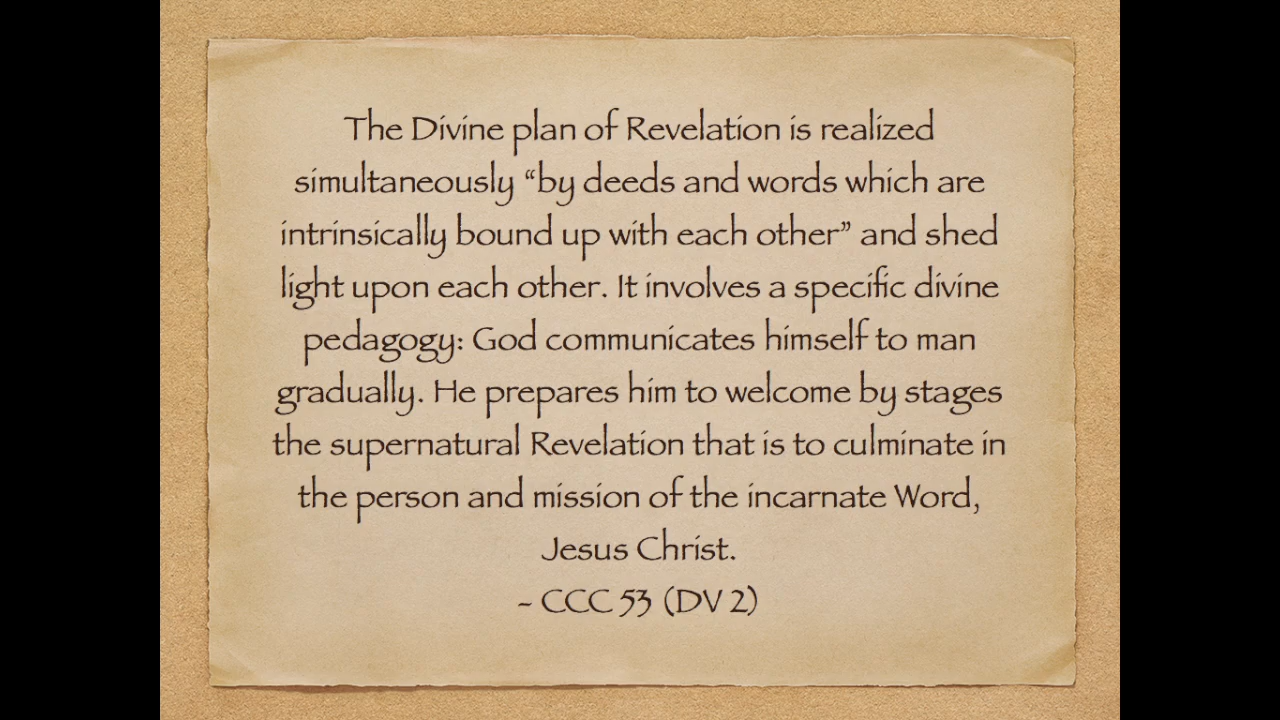 The Divine plan of Revelation is realized
simultaneously “by deeds and words which are
intrinsically bound up with each other” and shed
light upon each other. It involves a specific divine
pedagogy: God communicates himself to man
gradually. He prepares him to welcome by stages
the supernatural Revelation that is to culminate in
the person and mission of the incarnate Word,
Jesus Christ.
- CCC 53 (DV 2)